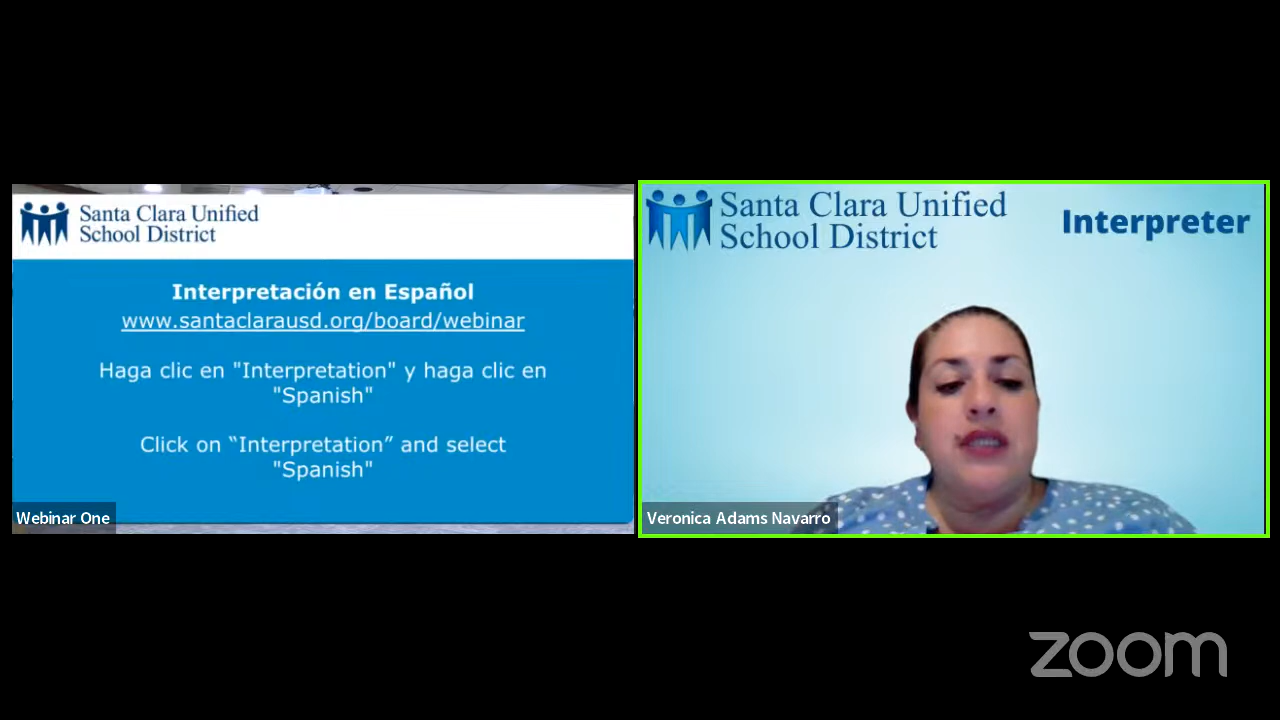 Santa Clara Unified
School District
Interpretación en Español
www.santaclarausd.org/board/webinar
Haga clic en "Interpretation" y haga clic en
"Spanish"
Click on “Interpretation” and select
"Spanish"
Webinar One
Santa Clara Unified
School District
Interpreter
Veronica Adams Navarro
zoom